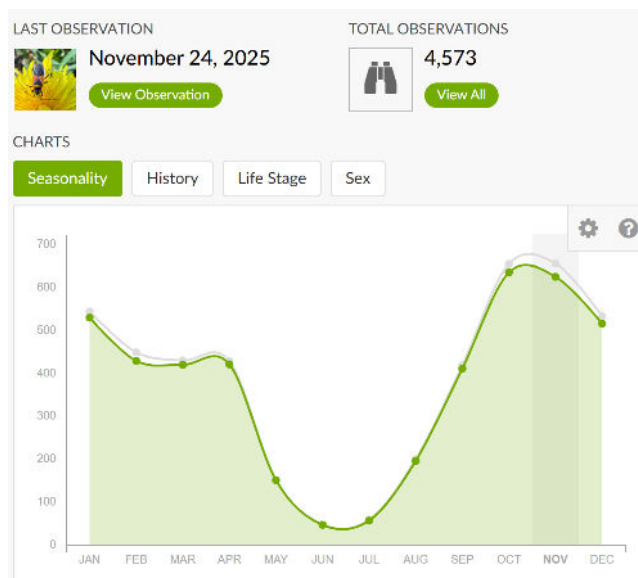 LAST OBSERVATION
November 24, 2025
View Observation
TOTAL OBSERVATIONS
4,573
View All
CHARTS
Seasonality
History
Life Stage
Sex
?
700
600
500
400
300
200
100
0
JAN FEB MAR APR MAY JUN JUL AUG SEP OCT NOV DEC